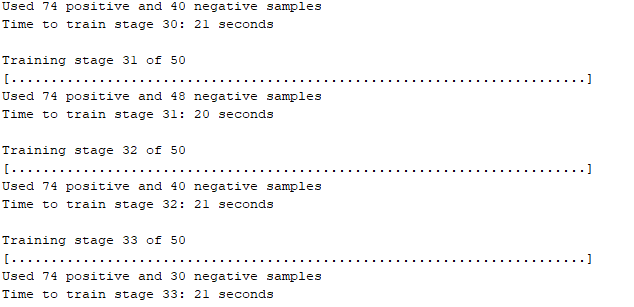 Used 74 positive and 40 negative samples
Time to train stage 30: 21 seconds
Training stage 31 of 50
[........................................................................]
Used 74 positive and 48 negative samples
Time to train stage 31: 20 seconds
Training stage 32 of 50
[........................................................................]
Used 74 positive and 40 negative samples
Time to train stage 32: 21 seconds
Training stage 33 of 50
[........................................................................]
Used 74 positive and 30 negative samples
Time to train stage 33: 21 seconds